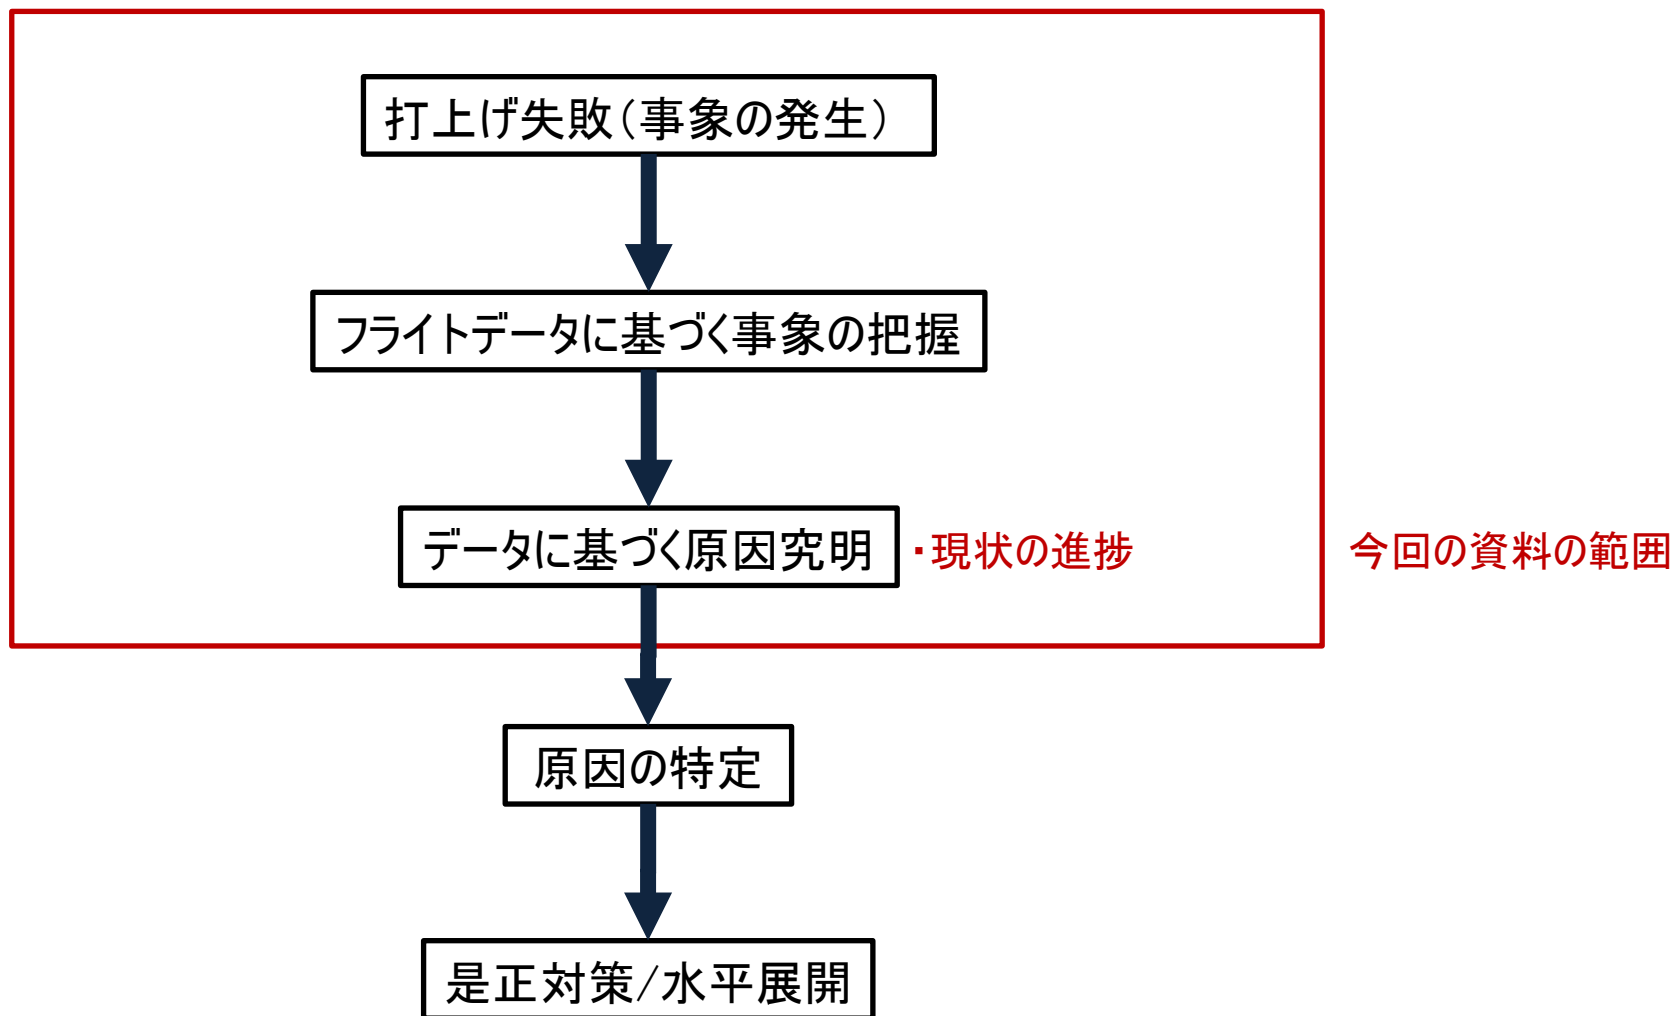 打上げ失敗（事象の発生）
フライトデータに基づく事象の把握
データに基づく原因究明
・現状の進捗
今回の資料の範囲
原因の特定
是正対策/水平展開